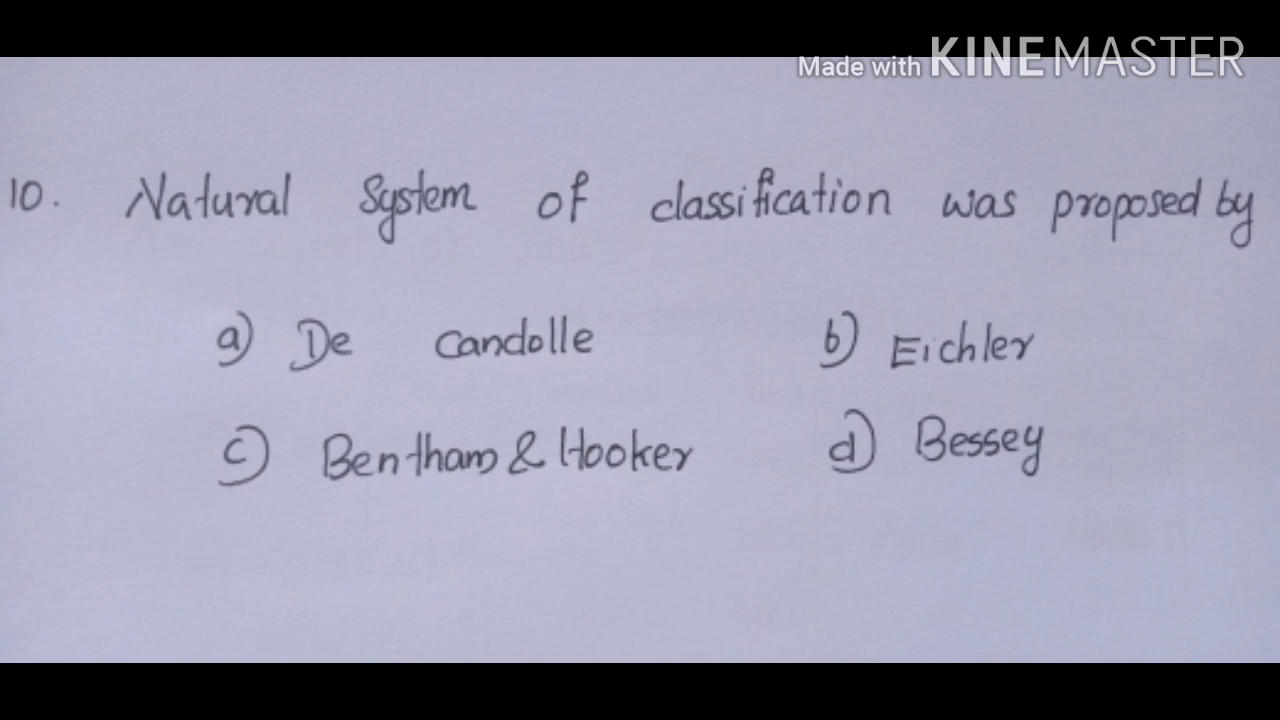 Made with KINEMASTER
10. Natural System of classification was proposed by
a) De Candolle b) Eichler
c) Bentham & Hooker d) Bessey